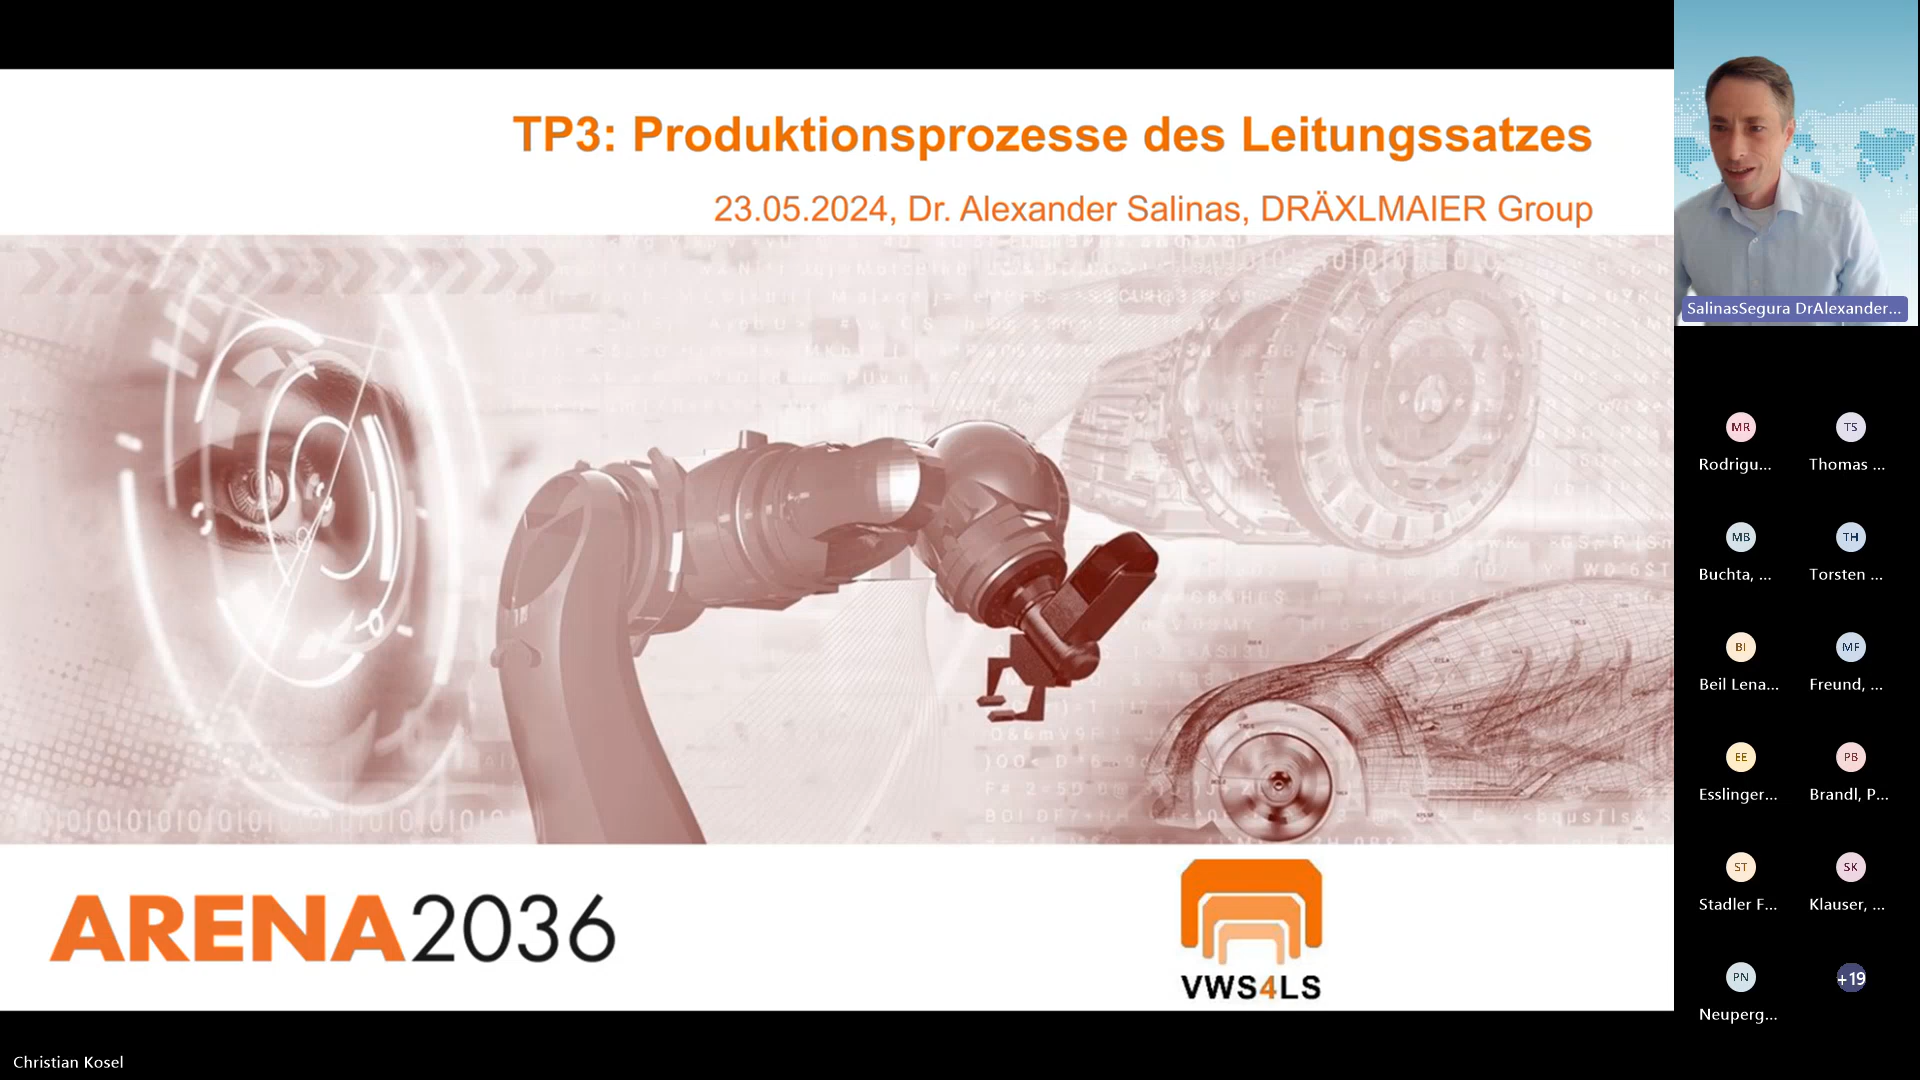 TP3: Produktionsprozesse des Leitungssatzes
23.05.2024, Dr. Alexander Salinas, DRÄXLMAIER Group
ARENA2036
VWS4LS
Christian Kosel
SalinasSegura DrAlexander...
MR
Rodrigu...
TS
Thomas ...
MB
Buchta, ...
TH
Torsten ...
BI
Beil Lena...
MF
Freund, ...
EE
Esslinger...
PB
Brandl, P...
ST
Stadler F...
SK
Klauser, ...
PN
Neuperg...
+19